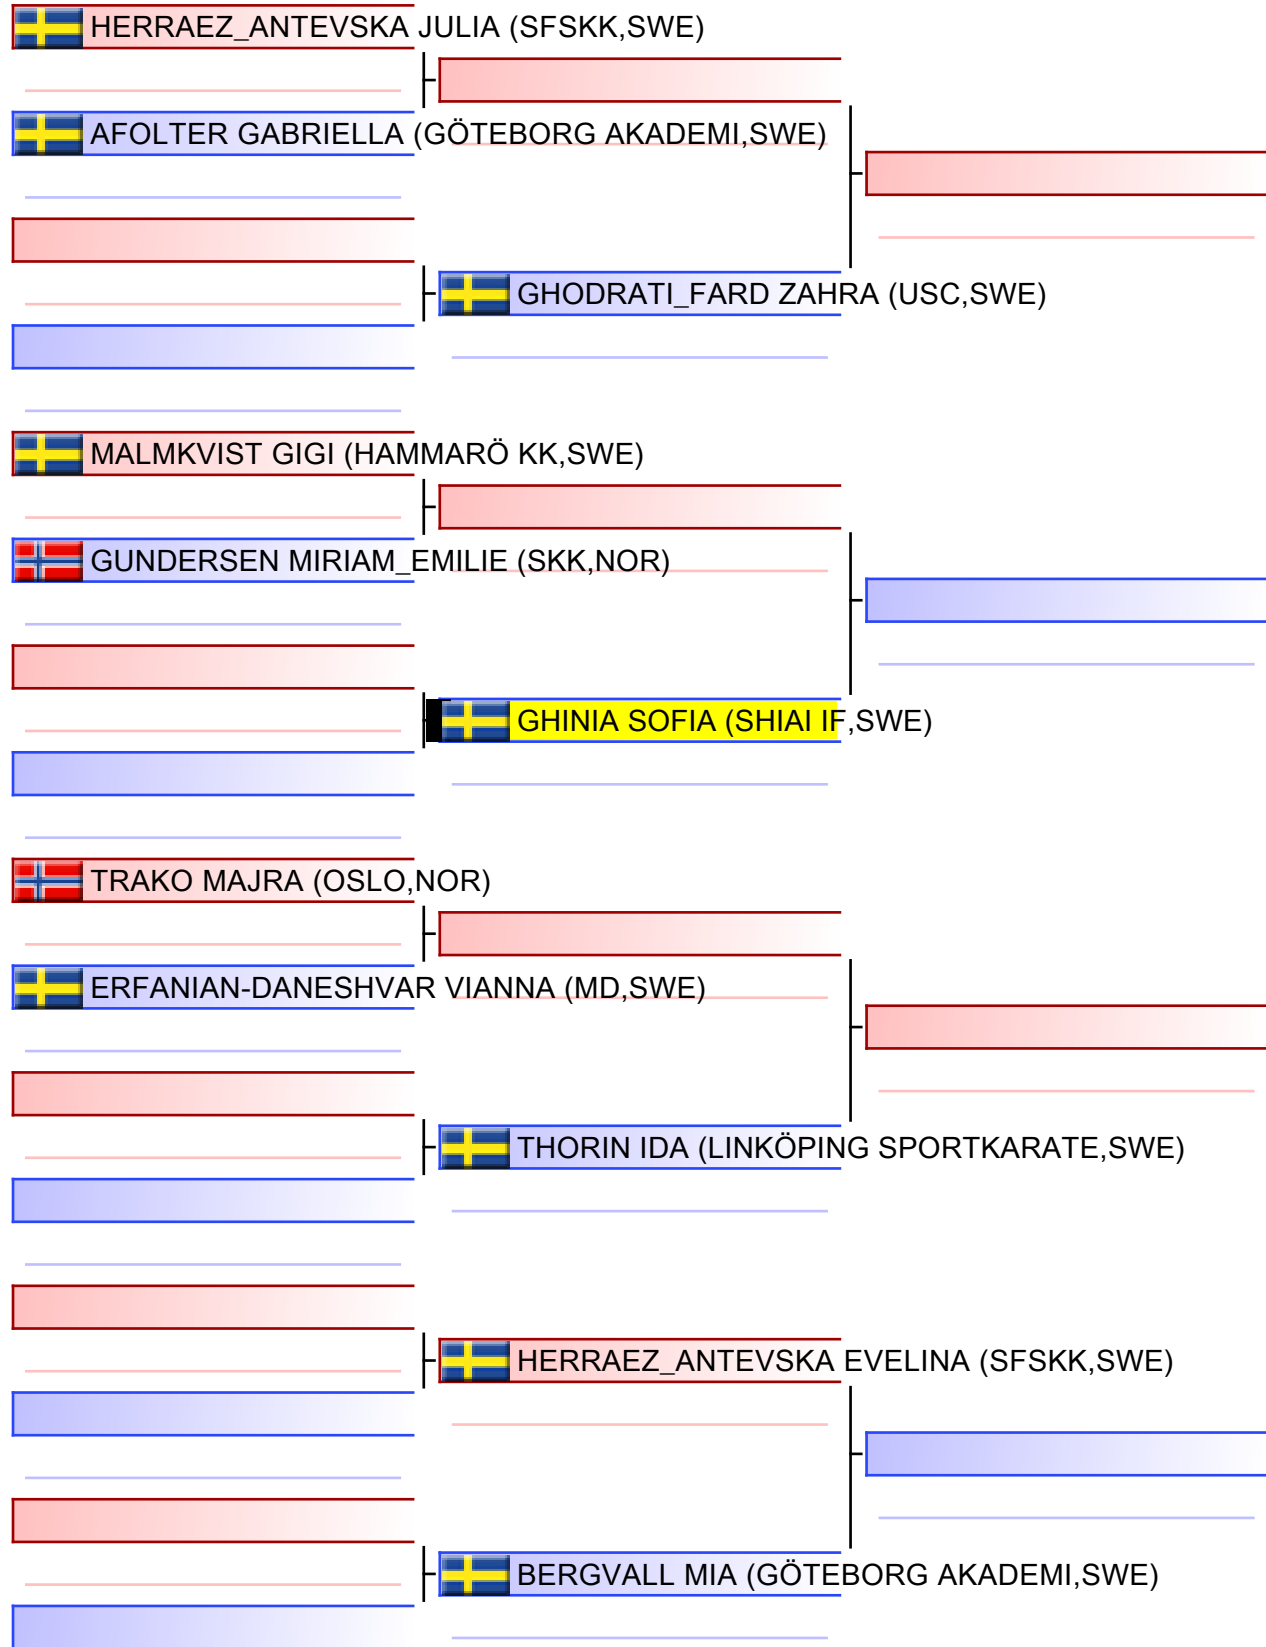 HERRAEZ_ANTEVSKA JULIA (SFSKK,SWE)
AFOLTER GABRIELLA (GÖTEBORG AKADEMI,SWE)
GHODRATI_FARD ZAHRA (USC,SWE)
MALMKVIST GIGI (HAMMARÖ KK,SWE)
GUNDERSEN MIRIAM_EMILIE (SKK,NOR)
GHINIA SOFIA (SHIAI IF,SWE)
TRAKO MAJRA (OSLO,NOR)
ERFANIAN-DANESHVAR VIANNA (MD,SWE)
THORIN IDA (LINKÖPING SPORTKARATE,SWE)
HERRAEZ_ANTEVSKA EVELINA (SFSKK,SWE)
BERGVALL MIA (GÖTEBORG AKADEMI,SWE)